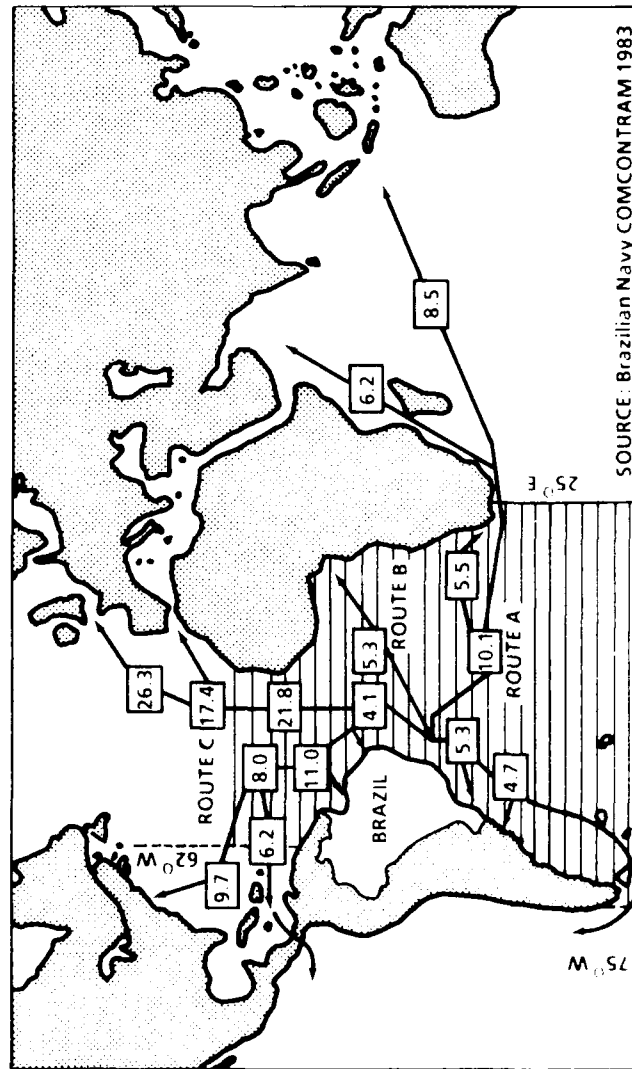 26.3
17.4
ROUTE C
21.8
8.0
9.7
62° W
6.2
11.0
4.1
5.3
ROUTE B
BRAZIL
6.2
8.5
5.5
10.1
ROUTE A
25° E
5.3
4.7
75° W
SOURCE: Brazilian Navy COMCONTRAM 1983